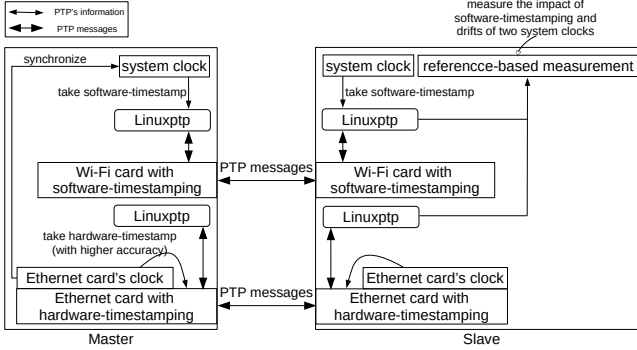 PTP's information
PTP messages
measure the impact of
software-timestamping and
drifts of two system clocks
synchronize
system clock
take software-timestamp
Linuxptp
Wi-Fi card with
software-timestamping
Linuxptp
take hardware-timestamp
(with higher accuracy)
Ethernet card's clock
Ethernet card with
hardware-timestamping
Master
PTP messages
PTP messages
system clock
referencce-based measurement
take software-timestamp
Linuxptp
Wi-Fi card with
software-timestamping
Linuxptp
Ethernet card's clock
Ethernet card with
hardware-timestamping
Slave